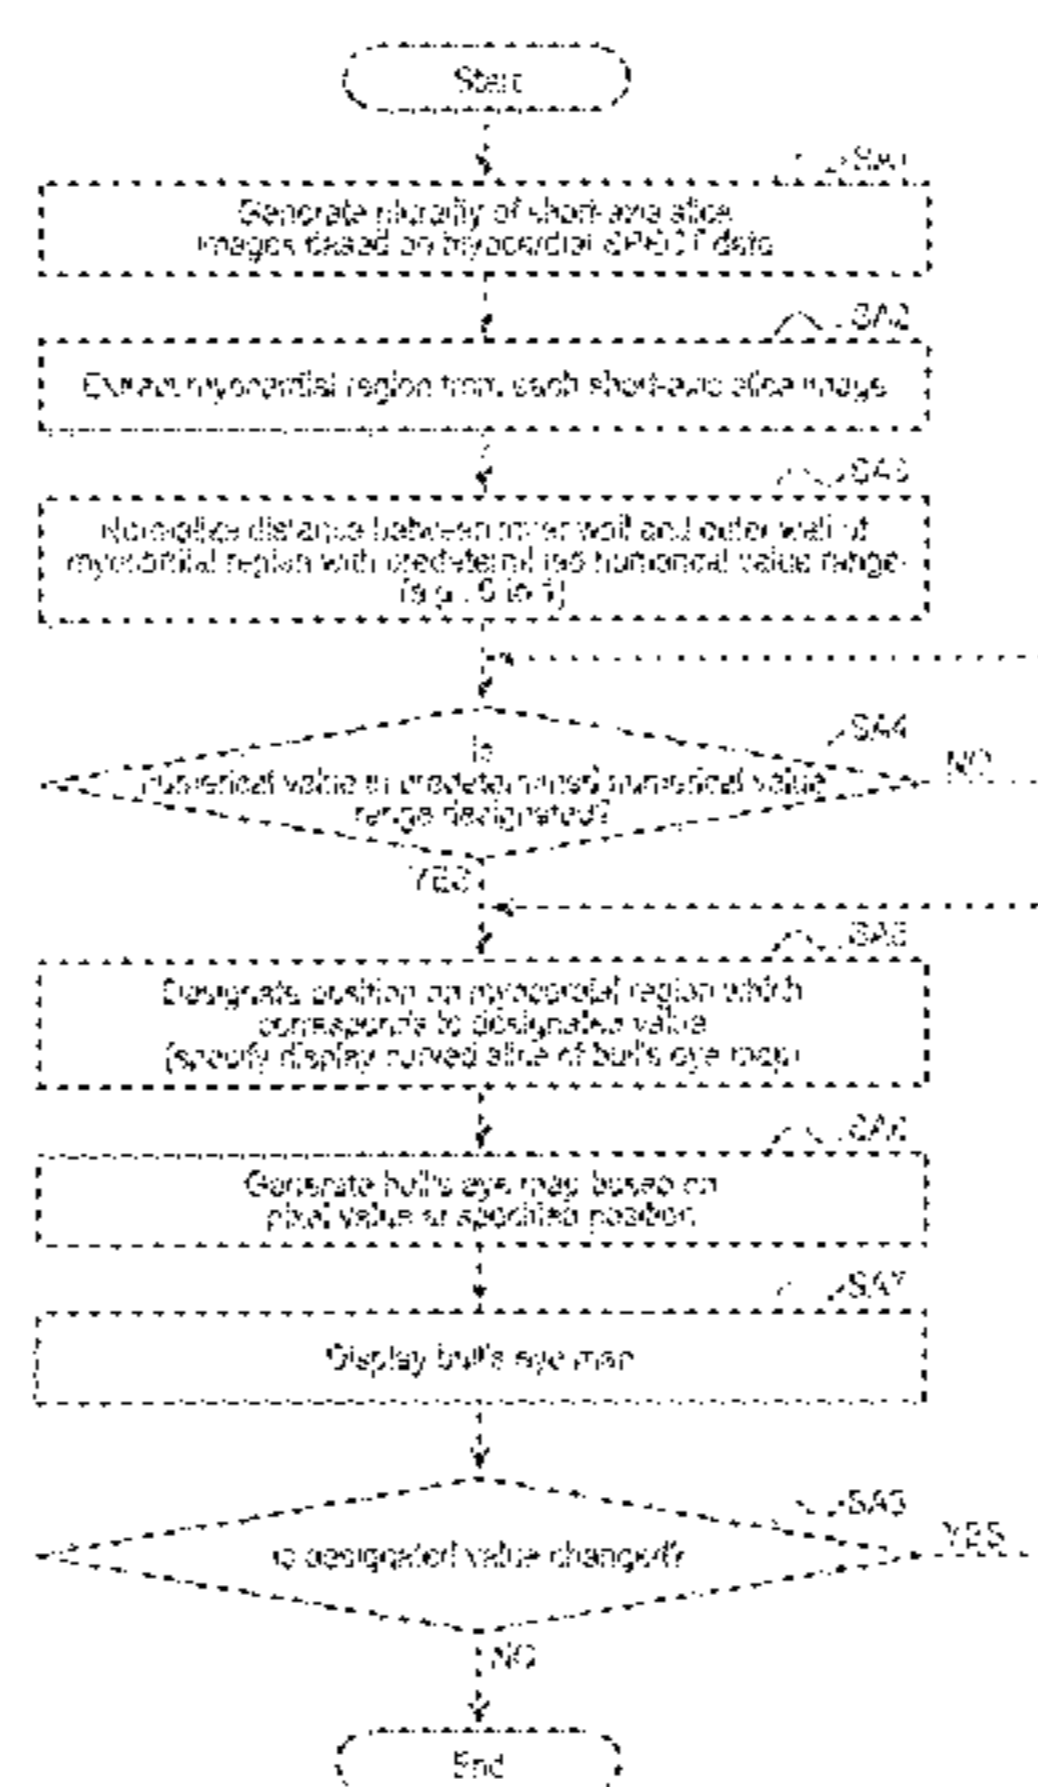 Start
SA1
Generate plurality of short-axis slice
images based on myocardial SPECT data
SA2
Extract myocardial region from each short-axis slice image
SA3
Normalize distance between inner wall and outer wall of
myocardial region with predetermined numerical value range
(e.g., 0 to 1)
SA4
Is
numerical value in predetermined numerical value
range designated?
NO
YES
SA5
Designate position on myocardial region which
corresponds to designated value
(specify display curved slice of bull's eye map)
SA6
Generate bull's eye map based on
pixel value at specified position
SA7
Display bull's eye map
Is designated value changed?
YES
NO
End